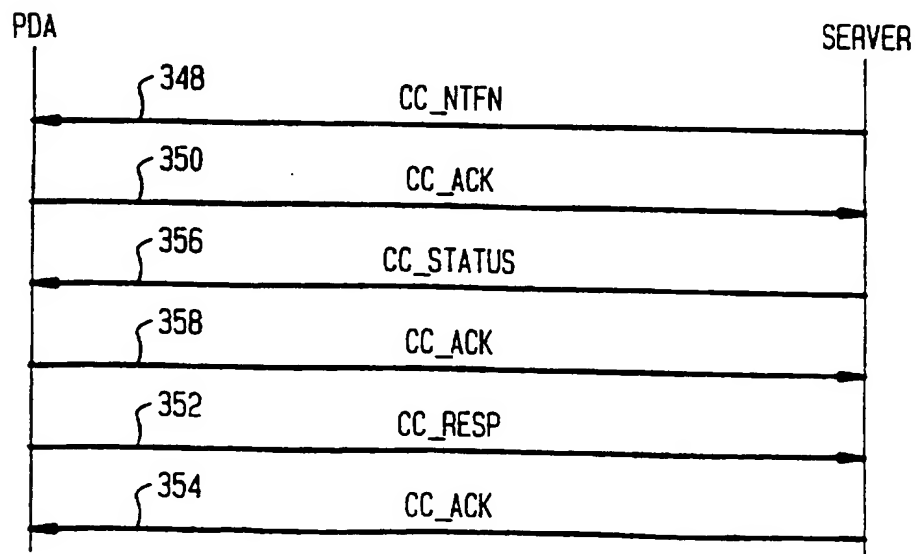 PDA
SERVER
348
CC_NTFN
350
CC_ACK
356
CC_STATUS
358
CC_ACK
352
CC_RESP
354
CC_ACK